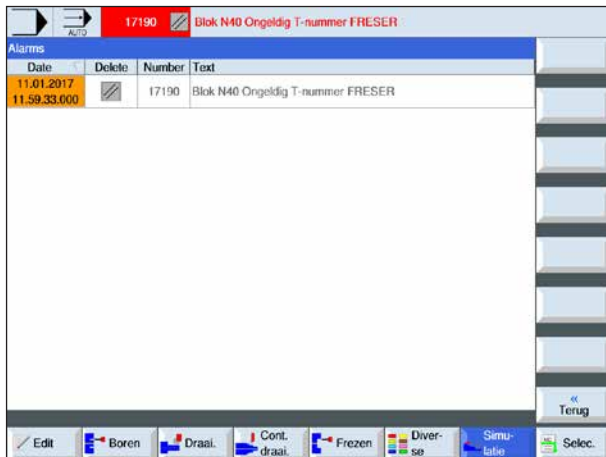 AUTO
17190 Blok N40 Ongeldig T-nummer FRESER
Alarms
Date Delete Number Text
11.01.2017
11.59.33.000
17190 Blok N40 Ongeldig T-nummer FRESER
«
Terug
Edit
Boren
Draai.
Cont.
draai.
Frezen
Diver-
se
Simu-
latie
Selec.